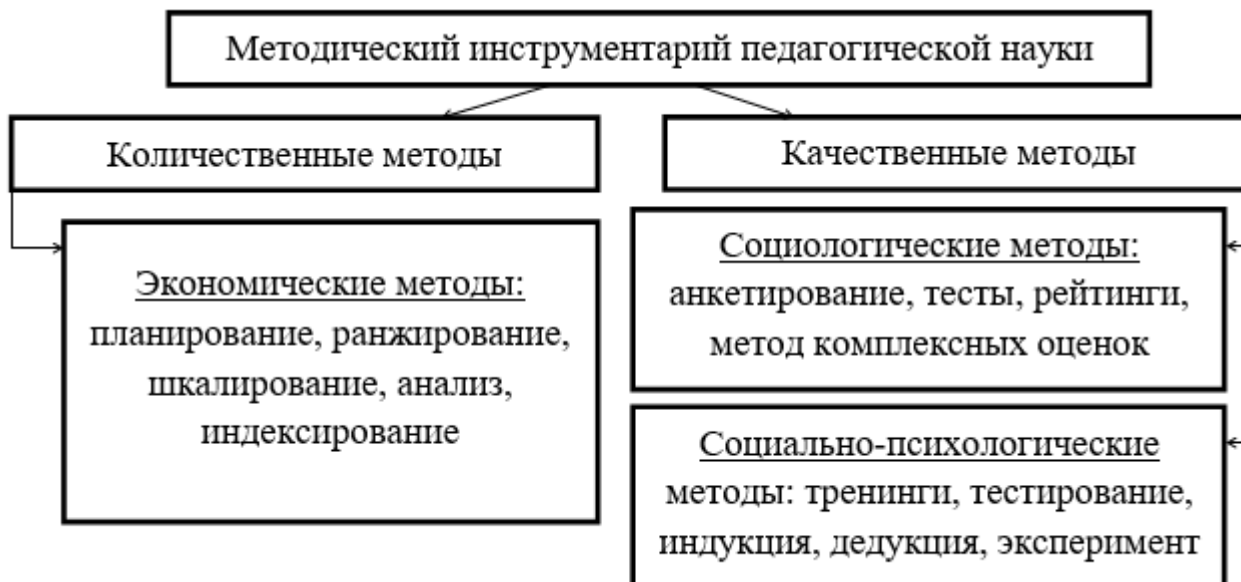 Методический инструментарий педагогической науки
Количественные методы
Качественные методы
Экономические методы:
планирование, ранжирование,
шкалирование, анализ,
индексирование
Социологические методы:
анкетирование, тесты, рейтинги,
метод комплексных оценок
Социально-психологические
методы: тренинги, тестирование,
индукция, дедукция, эксперимент